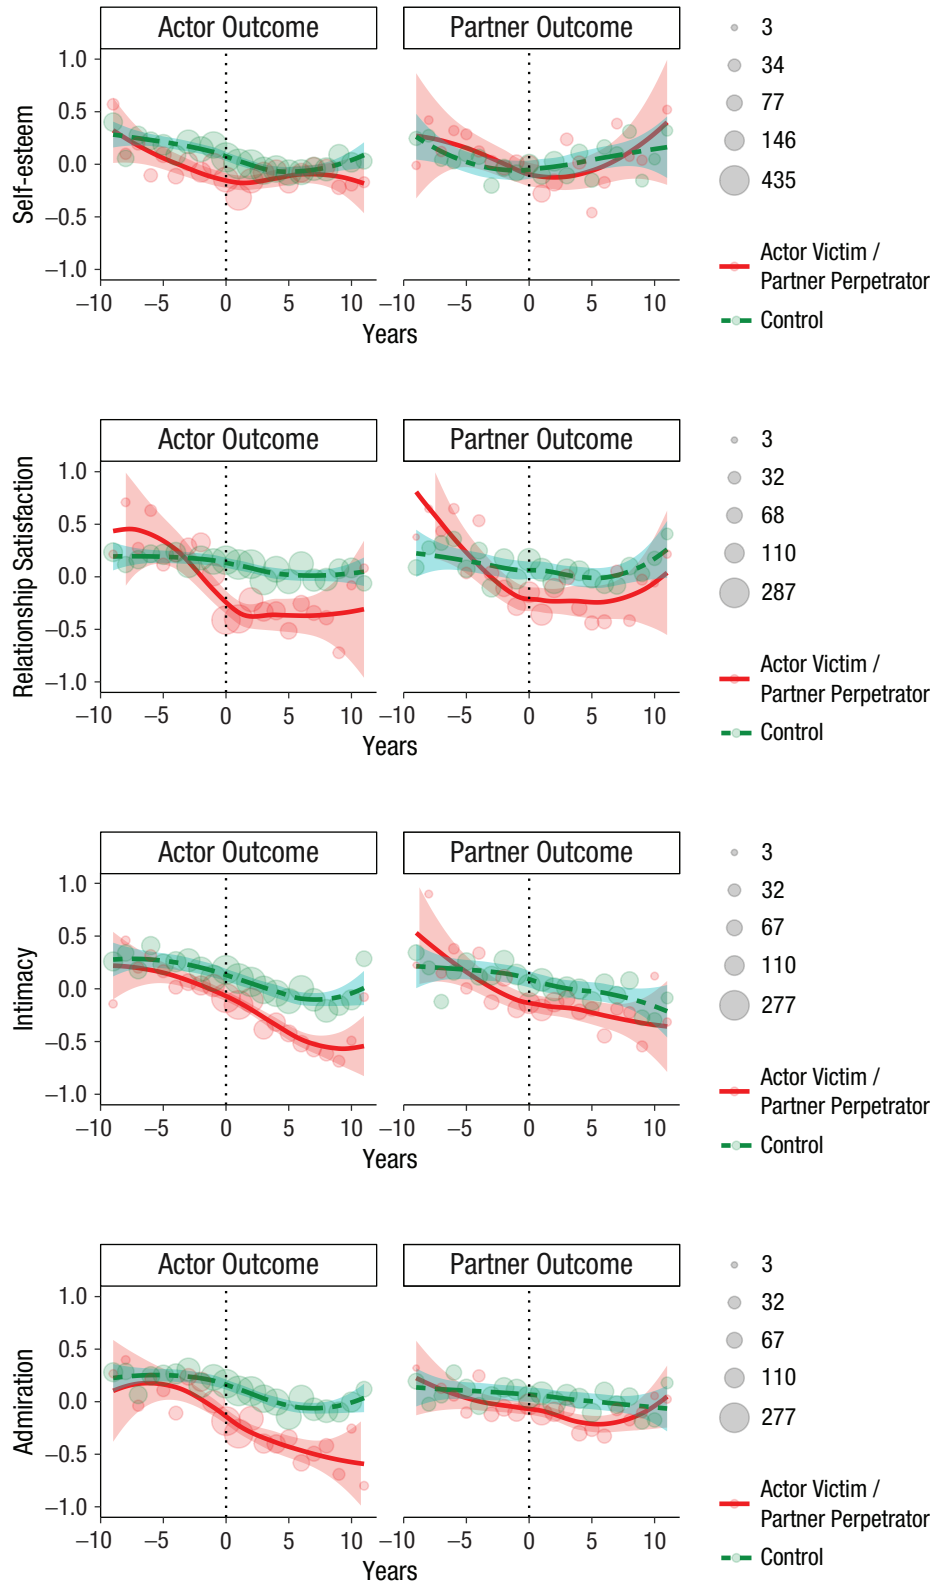 Actor Outcome
Partner Outcome
Self-esteem
1.0
0.5
0.0
−0.5
−1.0
−10 −5 0 5 10
−10 −5 0 5 10
Years
3
34
77
146
435
Actor Victim /
Partner Perpetrator
Control
Actor Outcome
Partner Outcome
Relationship Satisfaction
1.0
0.5
0.0
−0.5
−1.0
−10 −5 0 5 10
−10 −5 0 5 10
Years
3
32
68
110
287
Actor Victim /
Partner Perpetrator
Control
Actor Outcome
Partner Outcome
Intimacy
1.0
0.5
0.0
−0.5
−1.0
−10 −5 0 5 10
−10 −5 0 5 10
Years
3
32
67
110
277
Actor Victim /
Partner Perpetrator
Control
Actor Outcome
Partner Outcome
Admiration
1.0
0.5
0.0
−0.5
−1.0
−10 −5 0 5 10
−10 −5 0 5 10
Years
3
32
67
110
277
Actor Victim /
Partner Perpetrator
Control